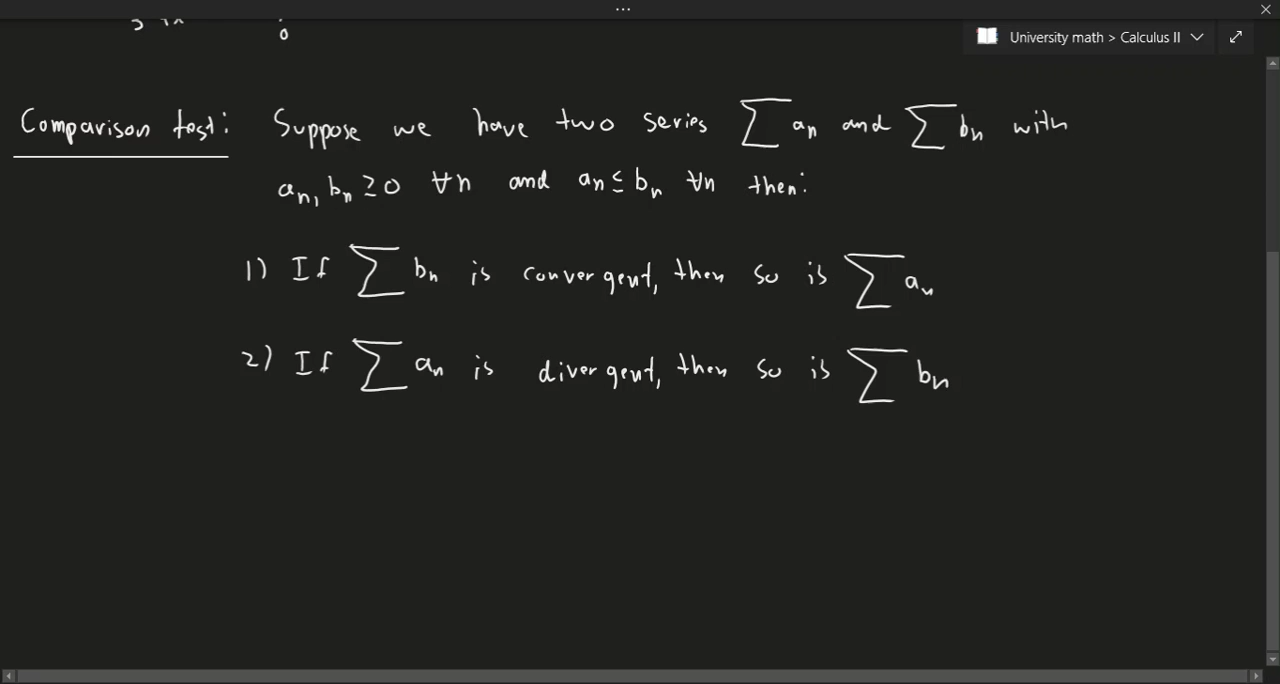 ...
University math > Calculus II
Comparison test: Suppose we have two series ∑ aₙ and ∑ bₙ with
aₙ, bₙ ≥ 0 ∀n and aₙ ≤ bₙ ∀n then:
1) If ∑ bₙ is convergent, then so is ∑ aₙ
2) If ∑ aₙ is divergent, then so is ∑ bₙ